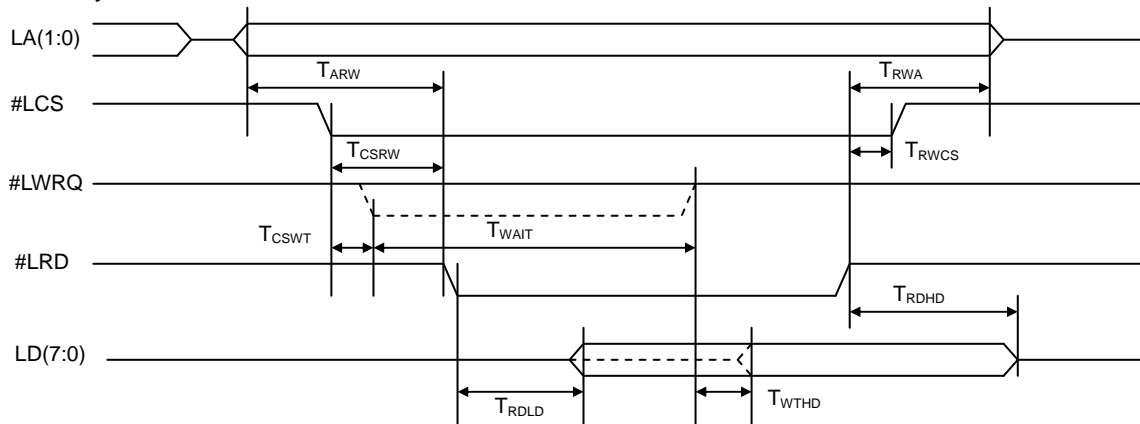 LA(1:0)
TARW
TRWA
#LCS
TCSRW
TRWCS
#LWRQ
TCSWT
TWAIT
#LRD
TRDHD
LD(7:0)
TRDLD
TWTHD